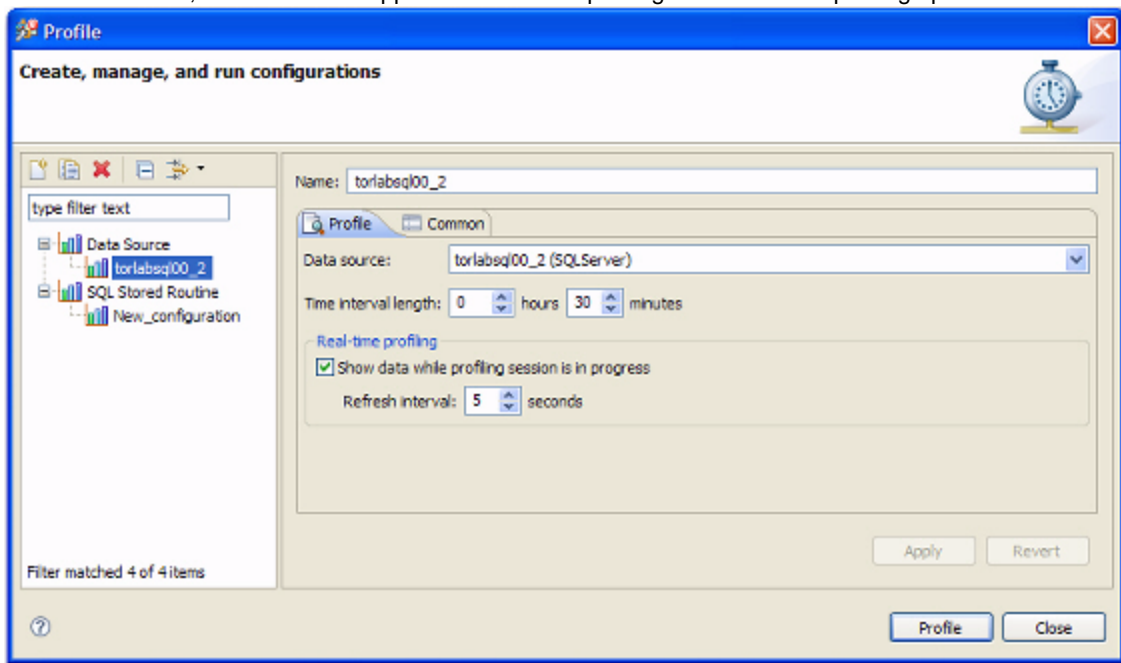 Profile
Create, manage, and run configurations
type filter text
Data Source
torlabsql00_2
SQL Stored Routine
New_configuration
Filter matched 4 of 4 items
Name: torlabsql00_2
Profile Common
Data source: torlabsql00_2 (SQLServer)
Time interval length: 0 hours 30 minutes
Real-time profiling
Show data while profiling session is in progress
Refresh interval: 5 seconds
Apply Revert
Profile Close